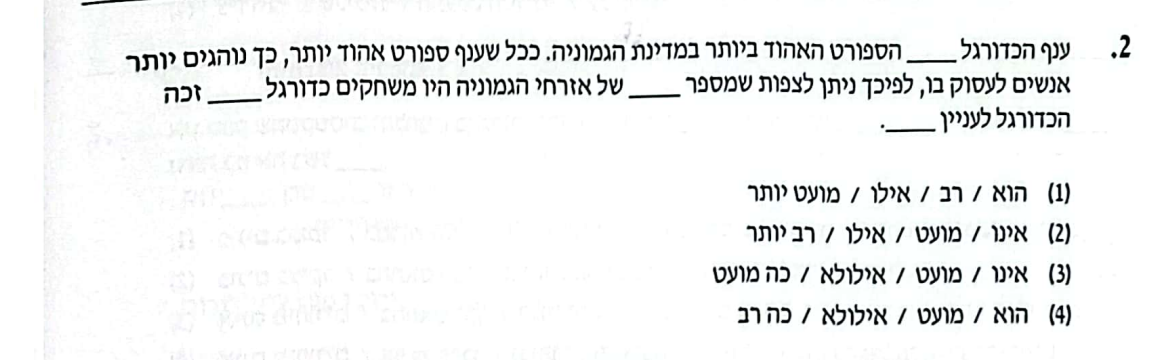 2. ענף הכדורגל ____ הספורט האהוד ביותר במדינת הגמוניה. ככל שענף ספורט אהוד יותר, כך נוהגים יותר
אנשים לעסוק בו, לפיכך ניתן לצפות שמספר ____ של אזרחי הגמוניה היו משחקים כדורגל ____ זכה
הכדורגל לעניין ____.
(1) הוא / רב / אילו / מועט יותר
(2) אינו / מועט / אילו / רב יותר
(3) אינו / מועט / אילולא / כה מועט
(4) הוא / מועט / אילולא / כה רב